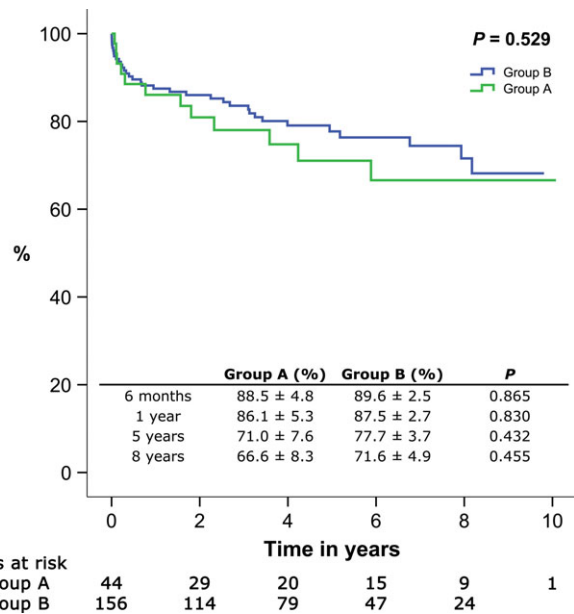 100
P = 0.529
Group B
Group A
80
60
%
40
Group A (%) Group B (%) P
20
6 months 88.5 ± 4.8 89.6 ± 2.5 0.865
1 year 86.1 ± 5.3 87.5 ± 2.7 0.830
5 years 71.0 ± 7.6 77.7 ± 3.7 0.432
8 years 66.6 ± 8.3 71.6 ± 4.9 0.455
0
0 2 4 6 8 10
Time in years
s at risk
oup A 44 29 20 15 9 1
oup B 156 114 79 47 24